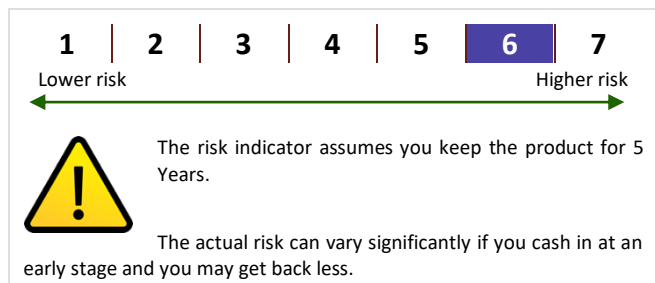 1 2 3 4 5 6 7
Lower risk Higher risk
The risk indicator assumes you keep the product for 5
Years.
The actual risk can vary significantly if you cash in at an
early stage and you may get back less.